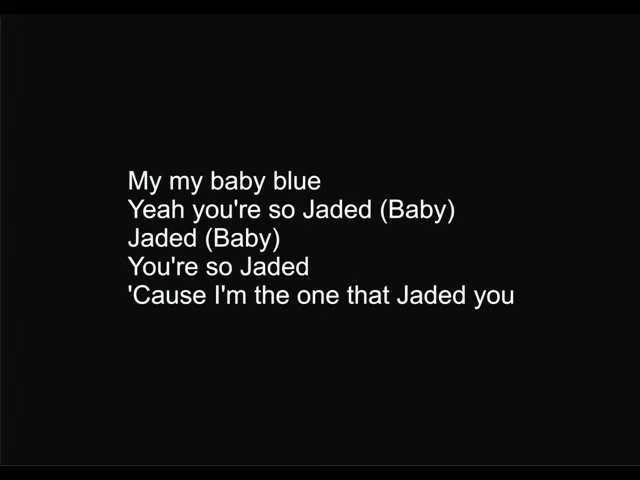 My my baby blue
Yeah you're so Jaded (Baby)
Jaded (Baby)
You're so Jaded
'Cause I'm the one that Jaded you